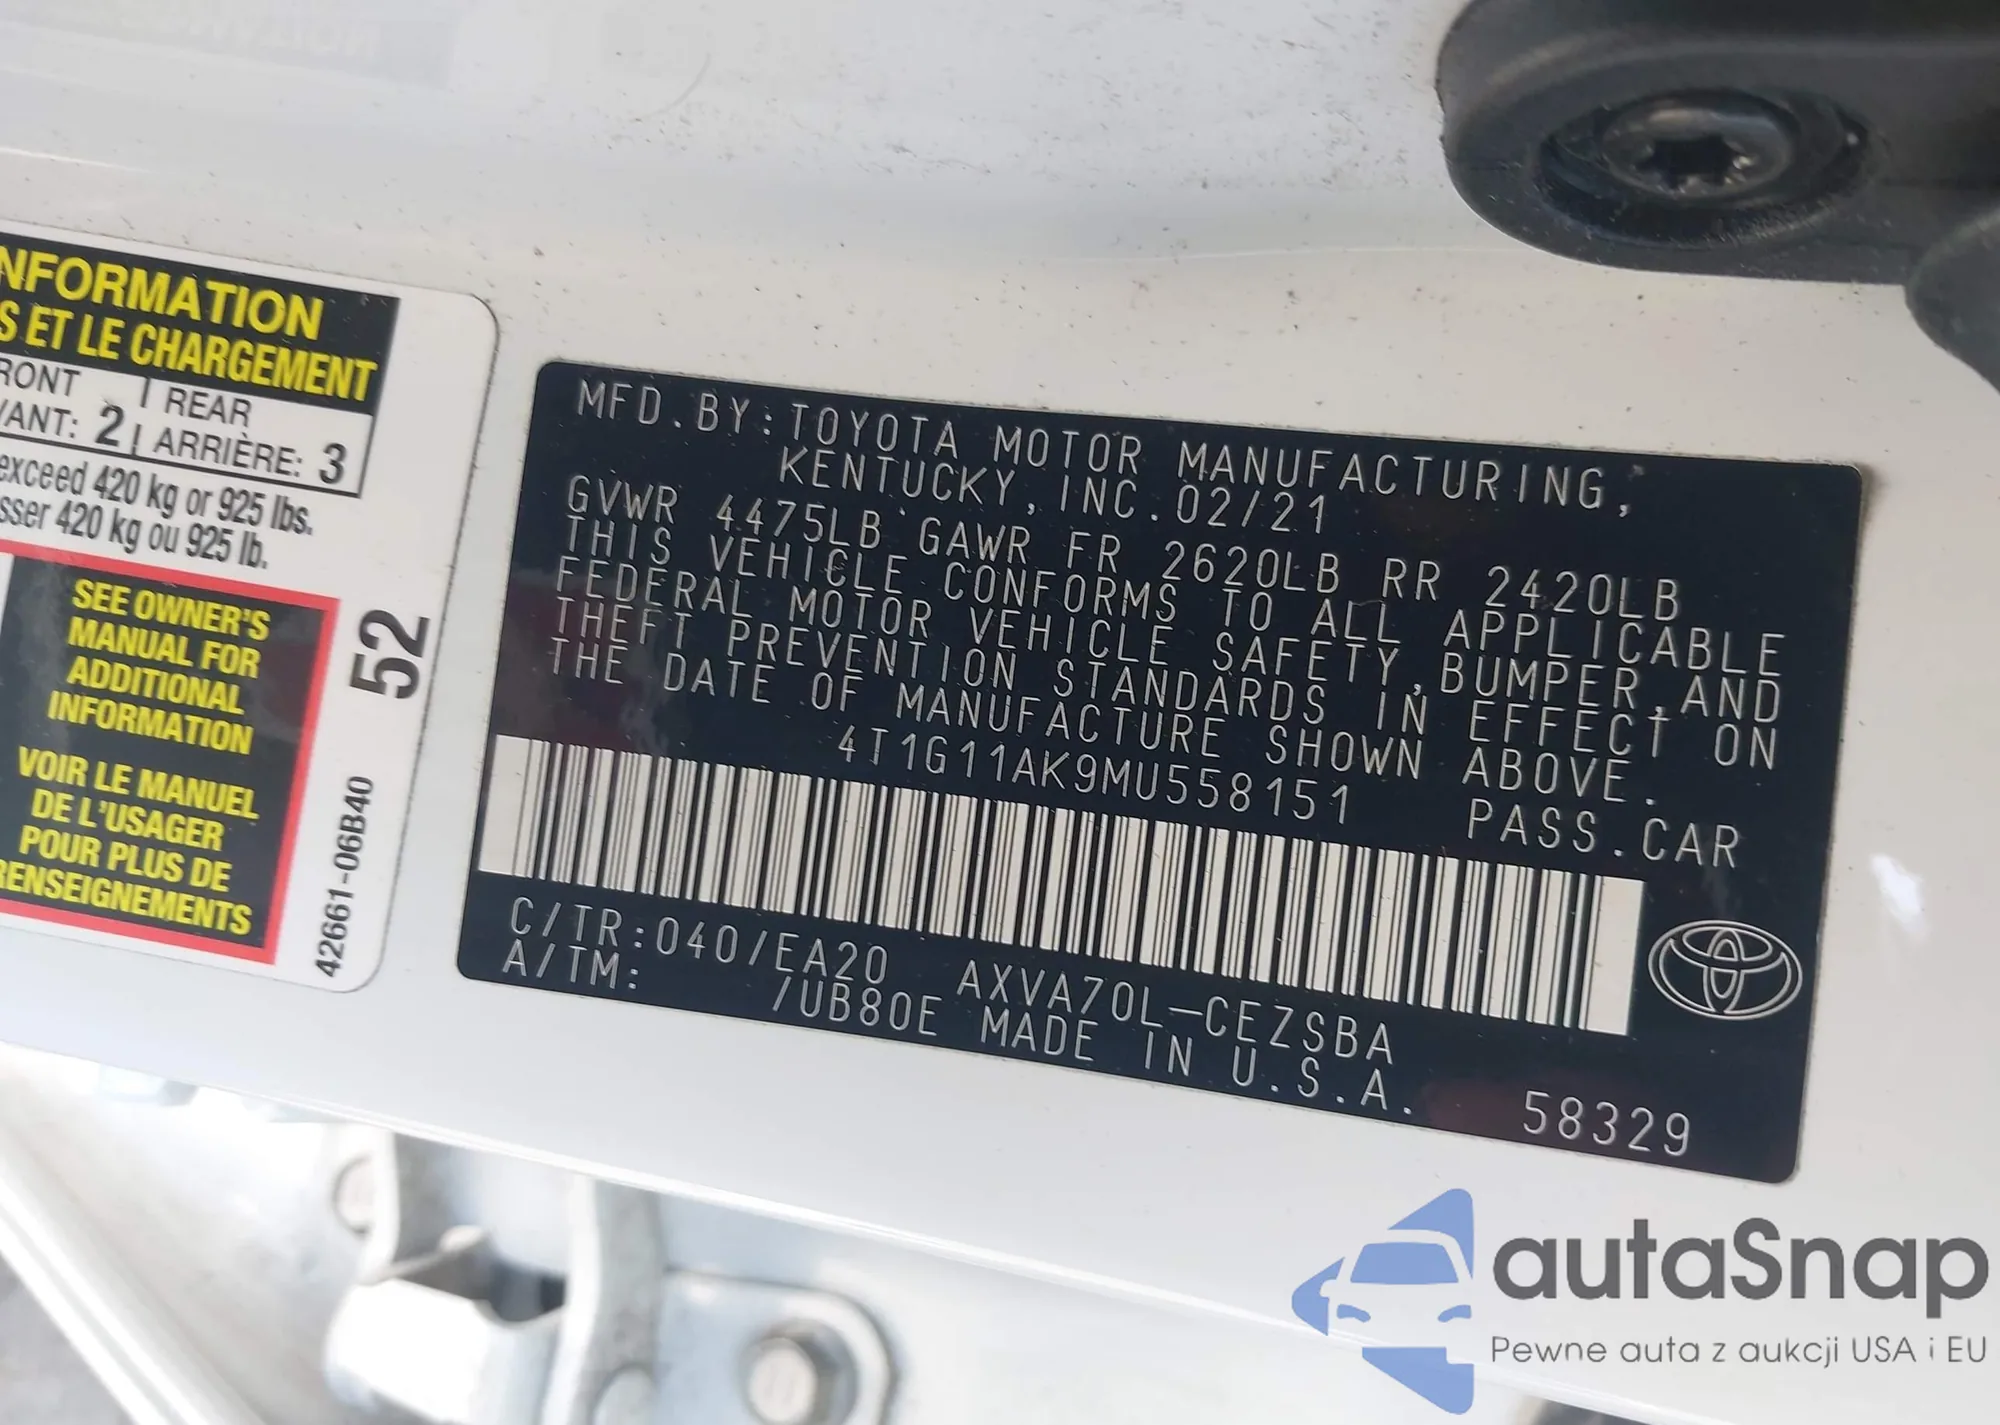 NFORMATION
S ET LE CHARGEMENT
RONT | REAR
VANT: 2 | ARRIÈRE: 3
exceed 420 kg or 925 lbs.
sser 420 kg ou 925 lb.
SEE OWNER'S
MANUAL FOR
ADDITIONAL
INFORMATION
VOIR LE MANUEL
DE L'USAGER
POUR PLUS DE
RENSEIGNEMENTS
52
42661-06B40
MFD.BY:TOYOTA MOTOR MANUFACTURING,
KENTUCKY,INC.02/21
GVWR 4475LB GAWR FR 2620LB RR 2420LB
THIS VEHICLE CONFORMS TO ALL APPLICABLE
FEDERAL MOTOR VEHICLE SAFETY,BUMPER,AND
THEFT PREVENTION STANDARDS IN EFFECT ON
THE DATE OF MANUFACTURE SHOWN ABOVE.
4T1G11AK9MU558151 PASS.CAR
C/TR:040/EA20 AXVA70L-CEZSBA
A/TM: /UB80E MADE IN U.S.A.
58329
autaSnap
Pewne auta z aukcji USA i EU